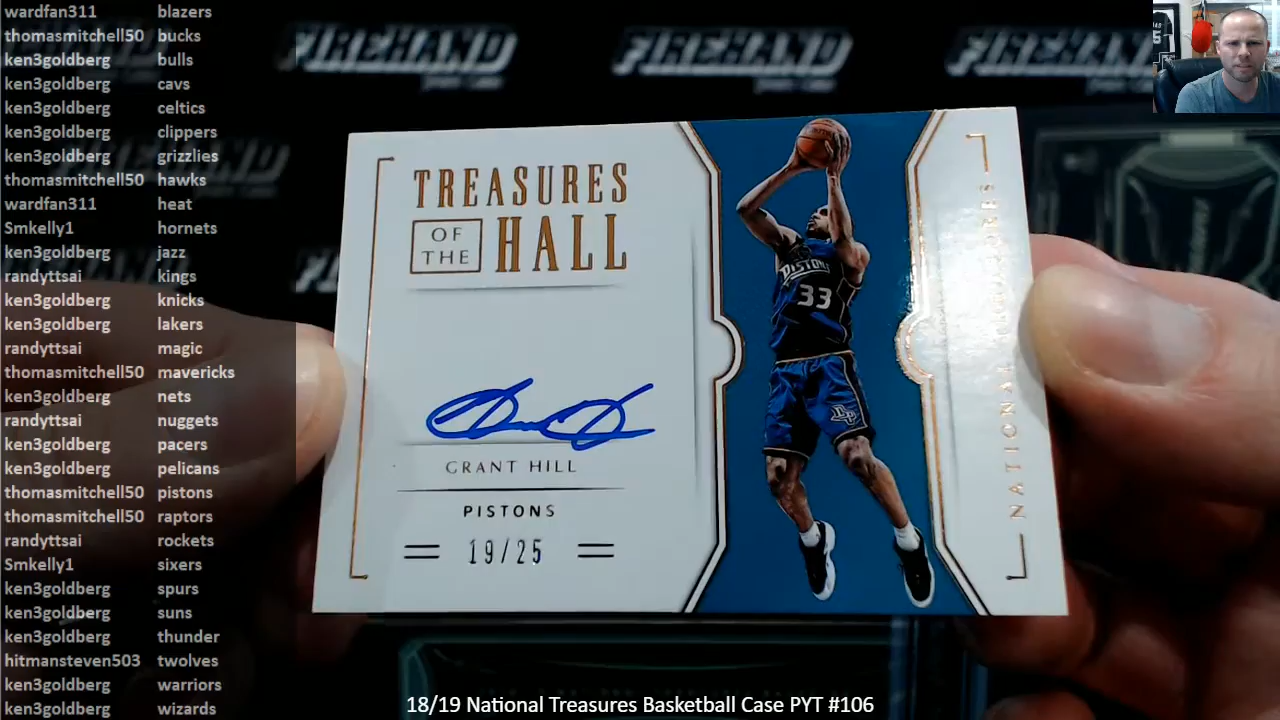 wardfan311 blazers
thomasmitchell50 bucks
ken3goldberg bulls
ken3goldberg cavs
ken3goldberg celtics
ken3goldberg clippers
ken3goldberg grizzlies
thomasmitchell50 hawks
wardfan311 heat
Smkelly1 hornets
ken3goldberg jazz
randyttsai kings
ken3goldberg knicks
ken3goldberg lakers
randyttsai magic
thomasmitchell50 mavericks
ken3goldberg nets
randyttsai nuggets
ken3goldberg pacers
ken3goldberg pelicans
thomasmitchell50 pistons
thomasmitchell50 raptors
randyttsai rockets
Smkelly1 sixers
ken3goldberg spurs
ken3goldberg suns
ken3goldberg thunder
hitmansteven503 twolves
ken3goldberg warriors
ken3goldberg wizards
FIREHAND FIREHAND FIREHAND
TREASURES
OF THE HALL
GRANT HILL
PISTONS
19/25
PISTONS
33
NATIONAL
18/19 National Treasures Basketball Case PYT #106